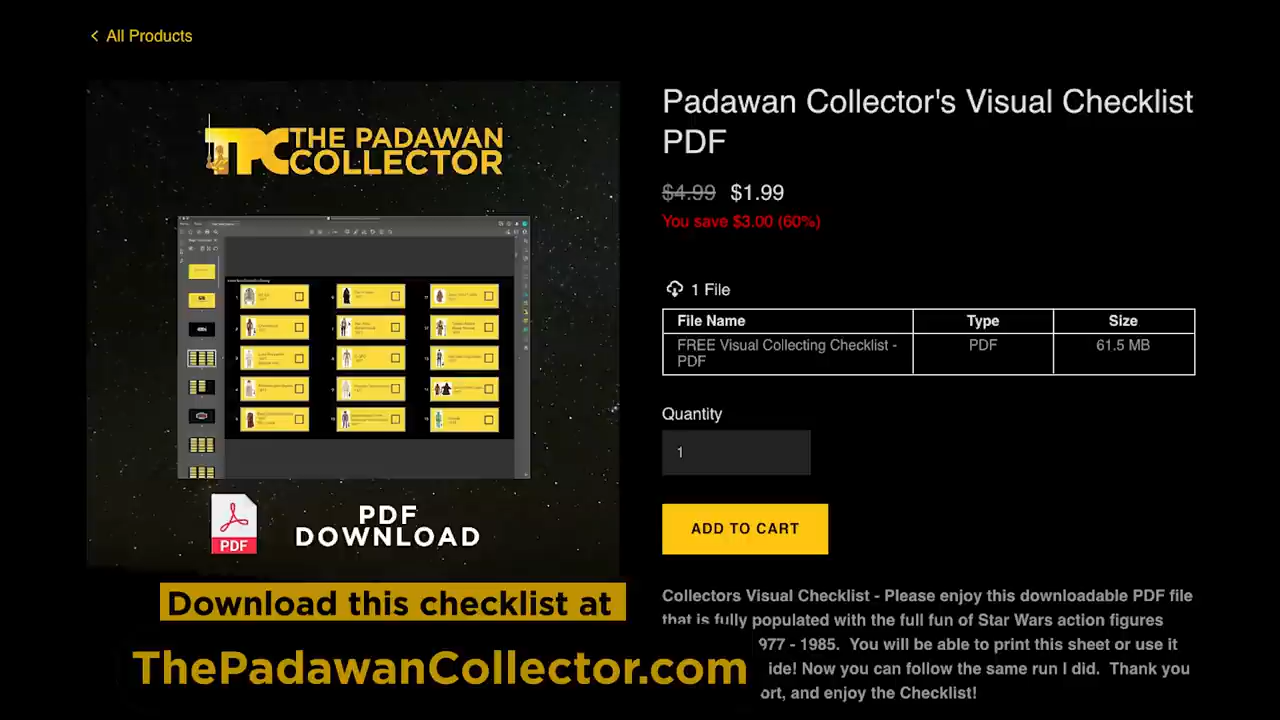 All Products
TPC THE PADAWAN
COLLECTOR
PDF
PDF
DOWNLOAD
Download this checklist at
ThePadawanCollector.com
Padawan Collector's Visual Checklist
PDF
$4.99 $1.99
You save $3.00 (60%)
1 File
File Name Type Size
FREE Visual Collecting Checklist - PDF 61.5 MB
PDF
Quantity
1
ADD TO CART
Collectors Visual Checklist - Please enjoy this downloadable PDF file
that is fully populated with the full fun of Star Wars action figures
977 - 1985. You will be able to print this sheet or use it
ide! Now you can follow the same run I did. Thank you
ort, and enjoy the Checklist!